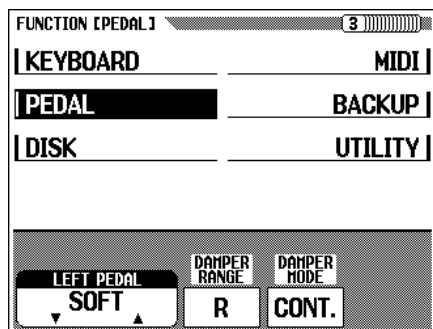 FUNCTION [PEDAL] 3
KEYBOARD MIDI
PEDAL BACKUP
DISK UTILITY
LEFT PEDAL
SOFT
DAMPER
RANGE
R
DAMPER
MODE
CONT.